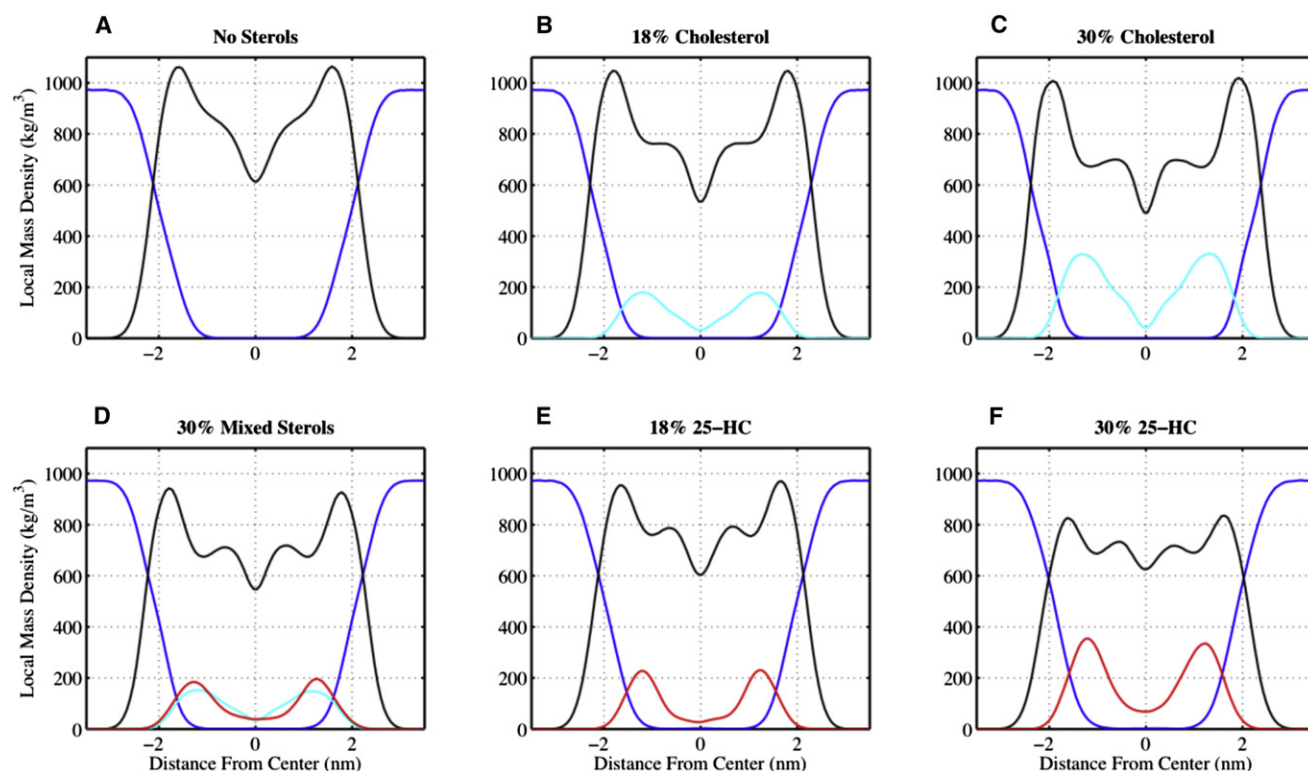 A
No Sterols
B
18% Cholesterol
C
30% Cholesterol
Local Mass Density (kg/m³)
1000
800
600
400
200
0
−2 0 2
1000
800
600
400
200
0
−2 0 2
1000
800
600
400
200
0
−2 0 2
D
30% Mixed Sterols
E
18% 25−HC
F
30% 25−HC
Local Mass Density (kg/m³)
1000
800
600
400
200
0
−2 0 2
Distance From Center (nm)
1000
800
600
400
200
0
−2 0 2
Distance From Center (nm)
1000
800
600
400
200
0
−2 0 2
Distance From Center (nm)